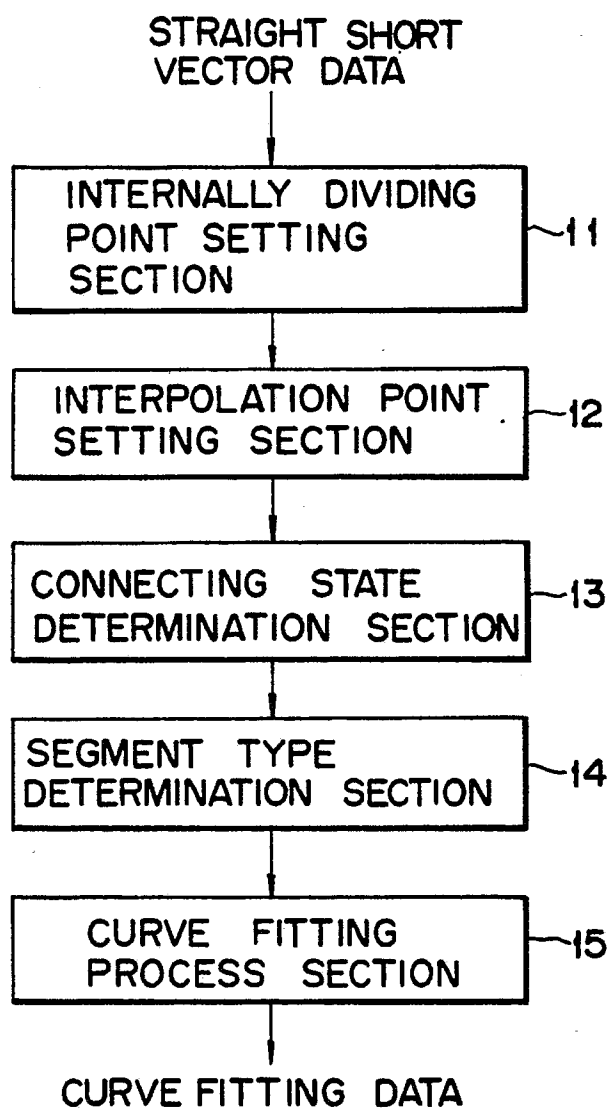 STRAIGHT SHORT
VECTOR DATA
INTERNALLY DIVIDING
POINT SETTING
SECTION
11
INTERPOLATION POINT
SETTING SECTION
12
CONNECTING STATE
DETERMINATION SECTION
13
SEGMENT TYPE
DETERMINATION SECTION
14
CURVE FITTING
PROCESS SECTION
15
CURVE FITTING DATA